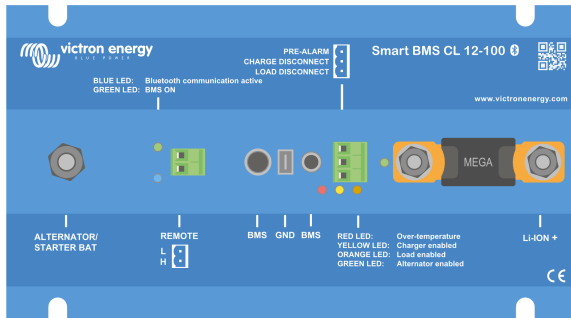 victron energy
BLUE POWER
PRE-ALARM
CHARGE DISCONNECT
LOAD DISCONNECT
Smart BMS CL 12-100
BLUE LED: Bluetooth communication active
GREEN LED: BMS ON
www.victronenergy.com
MEGA
ALTERNATOR/
STARTER BAT
REMOTE
L
H
BMS GND BMS
RED LED: Over-temperature
YELLOW LED: Charger enabled
ORANGE LED: Load enabled
GREEN LED: Alternator enabled
Li-ION +
CE